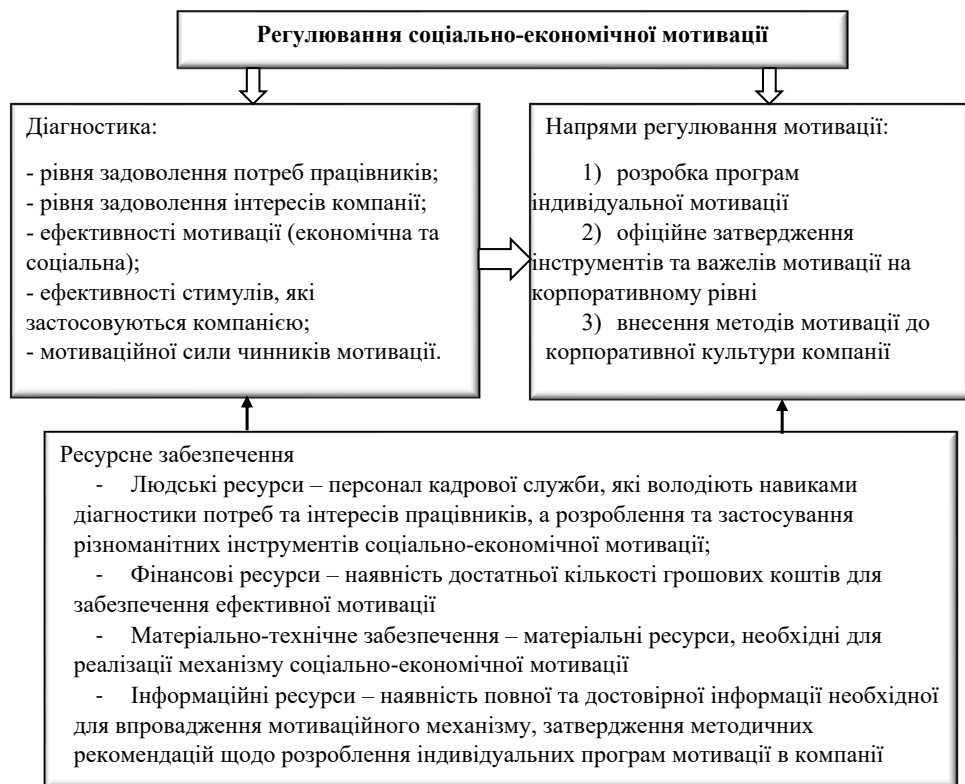 Регулювання соціально-економічної мотивації
Діагностика:
- рівня задоволення потреб працівників;
- рівня задоволення інтересів компанії;
- ефективності мотивації (економічна та
соціальна);
- ефективності стимулів, які
застосовуються компанією;
- мотиваційної сили чинників мотивації.
Напрями регулювання мотивації:
1) розробка програм
індивідуальної мотивації
2) офіційне затвердження
інструментів та важелів мотивації на
корпоративному рівні
3) внесення методів мотивації до
корпоративної культури компанії
Ресурсне забезпечення
- Людські ресурси – персонал кадрової служби, які володіють навиками
діагностики потреб та інтересів працівників, а розроблення та застосування
різноманітних інструментів соціально-економічної мотивації;
- Фінансові ресурси – наявність достатньої кількості грошових коштів для
забезпечення ефективної мотивації
- Матеріально-технічне забезпечення – матеріальні ресурси, необхідні для
реалізації механізму соціально-економічної мотивації
- Інформаційні ресурси – наявність повної та достовірної інформації необхідної
для впровадження мотиваційного механізму, затвердження методичних
рекомендацій щодо розроблення індивідуальних програм мотивації в компанії